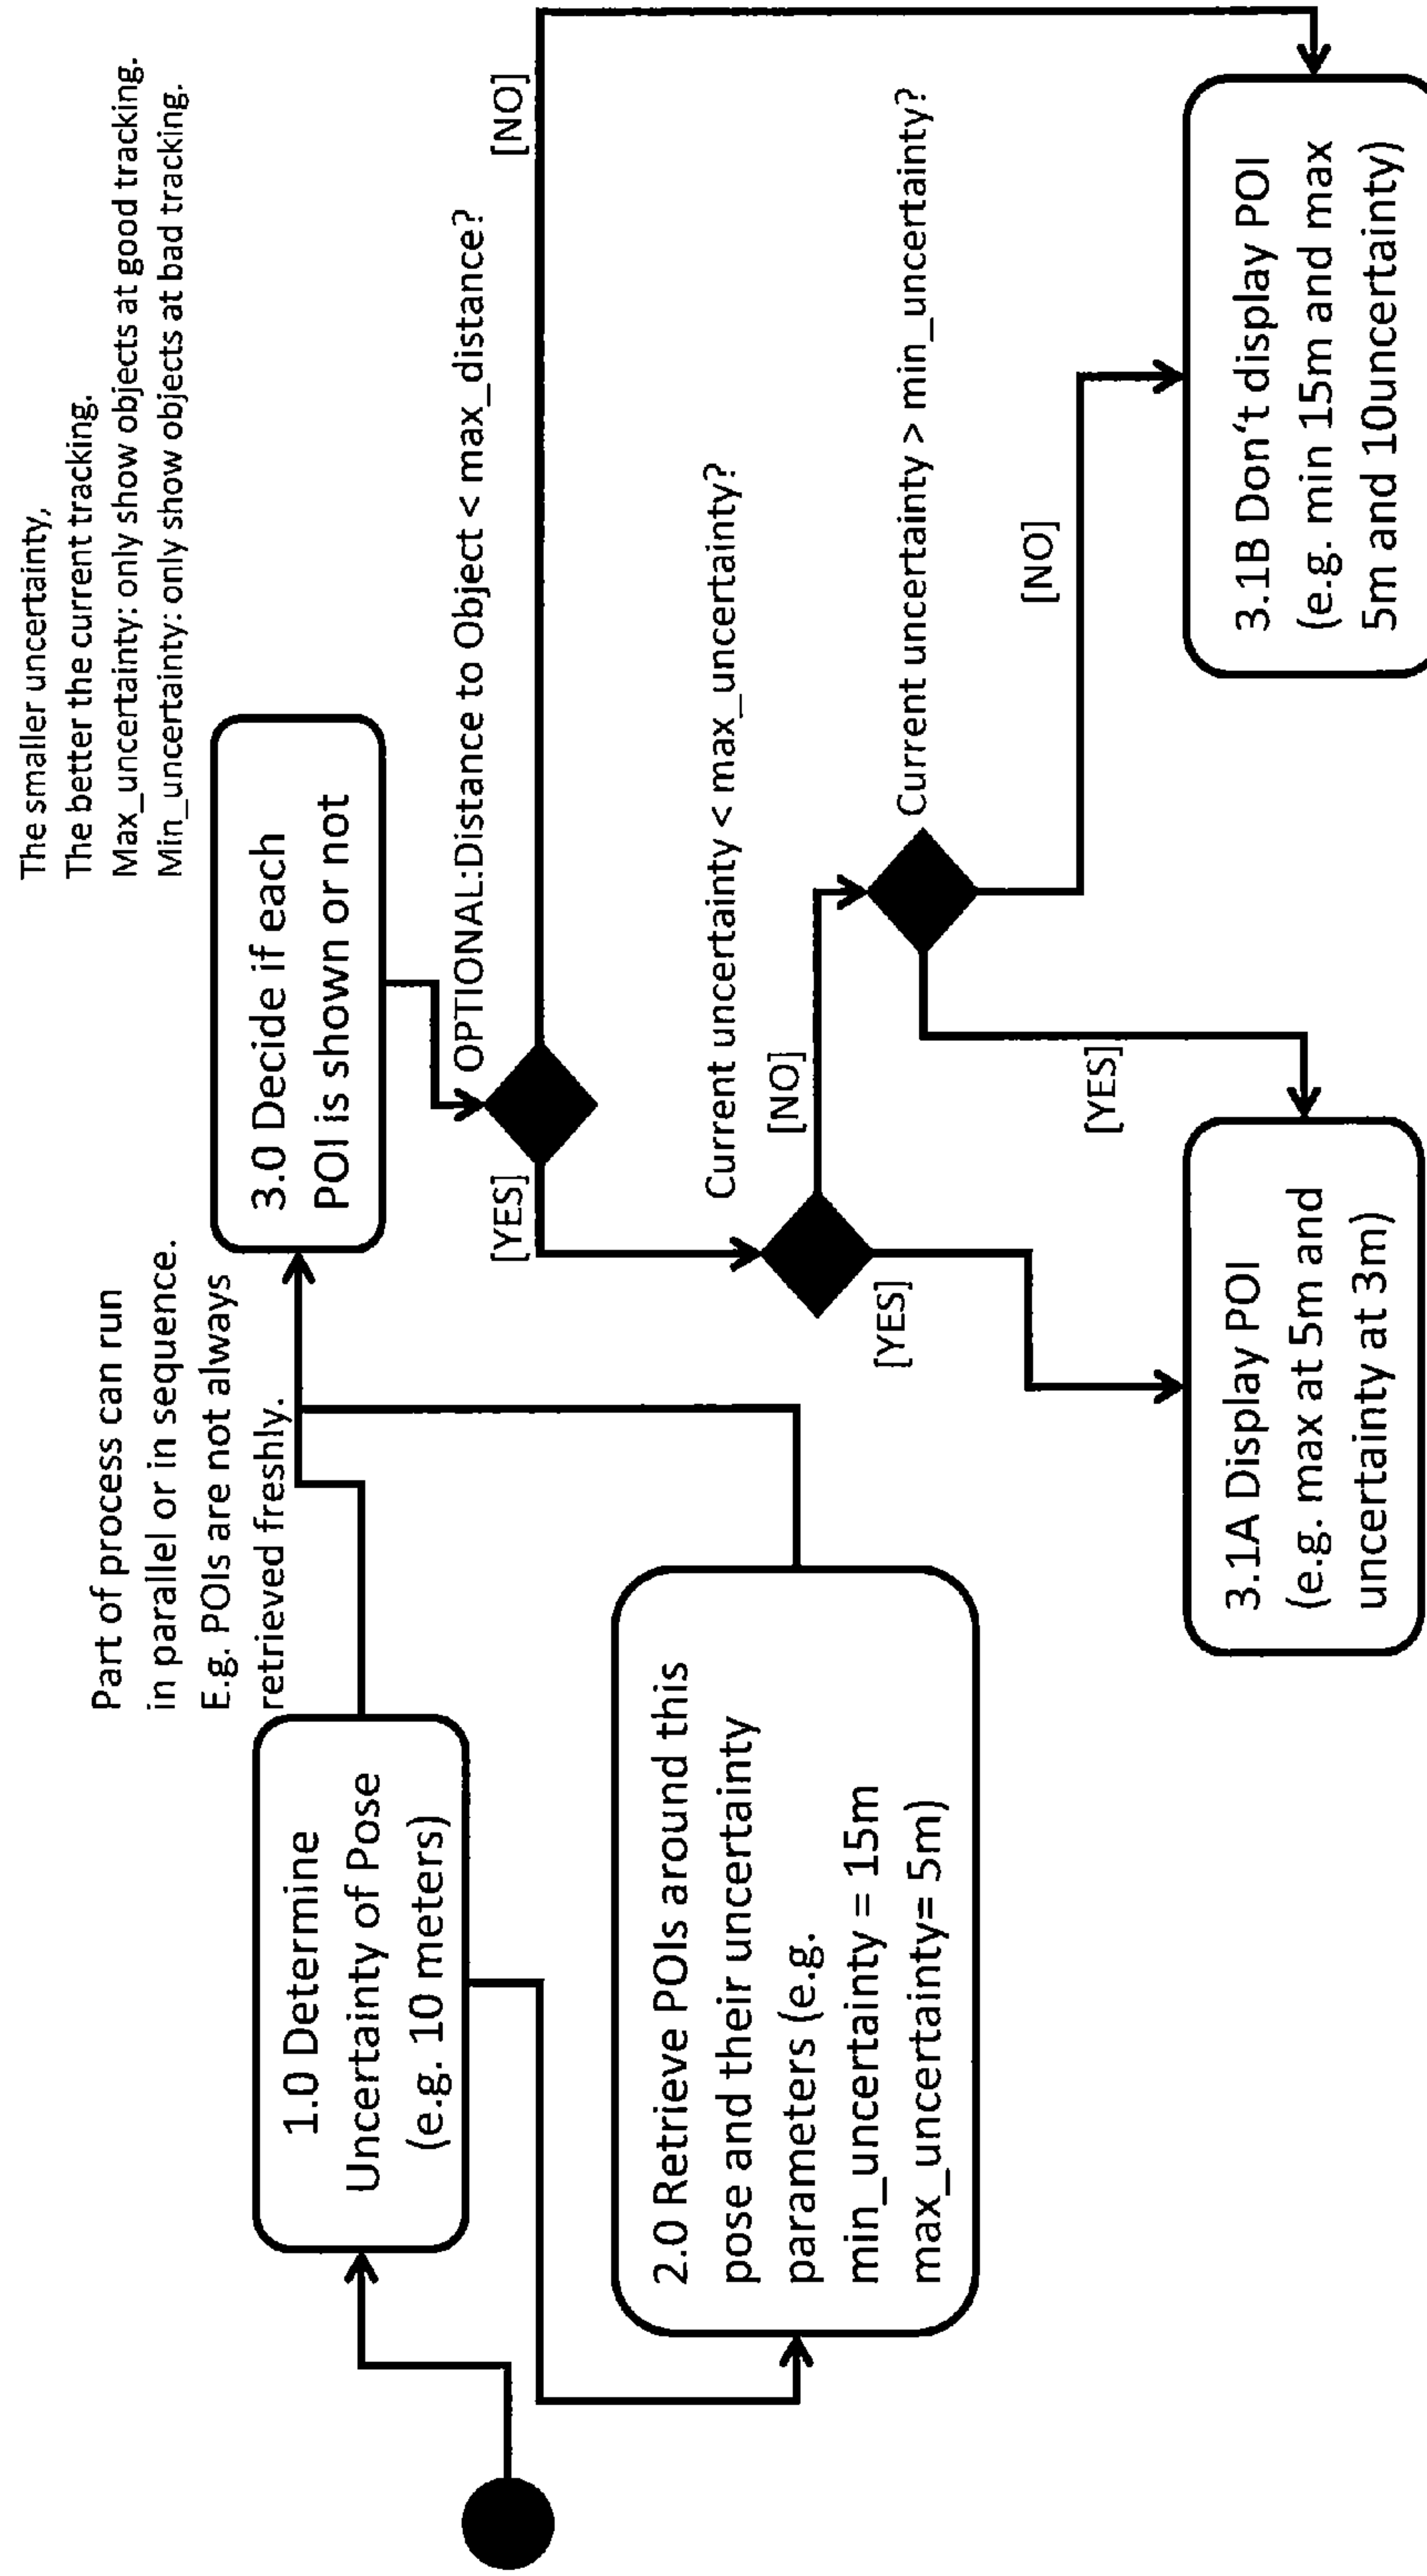 The smaller uncertainty,
The better the current tracking.
Max_uncertainty: only show objects at good tracking.
Min_uncertainty: only show objects at bad tracking.
Part of process can run
in parallel or in sequence.
E.g. POIs are not always
retrieved freshly.
1.0 Determine
Uncertainty of Pose
(e.g. 10 meters)
3.0 Decide if each
POI is shown or not
OPTIONAL:Distance to Object < max_distance?
[YES]
[NO]
2.0 Retrieve POIs around this
pose and their uncertainty
parameters (e.g.
min_uncertainty = 15m
max_uncertainty= 5m)
Current uncertainty < max_uncertainty?
[YES]
[NO]
Current uncertainty > min_uncertainty?
[YES]
[NO]
3.1A Display POI
(e.g. max at 5m and
uncertainty at 3m)
3.1B Don‘t display POI
(e.g. min 15m and max
5m and 10uncertainty)